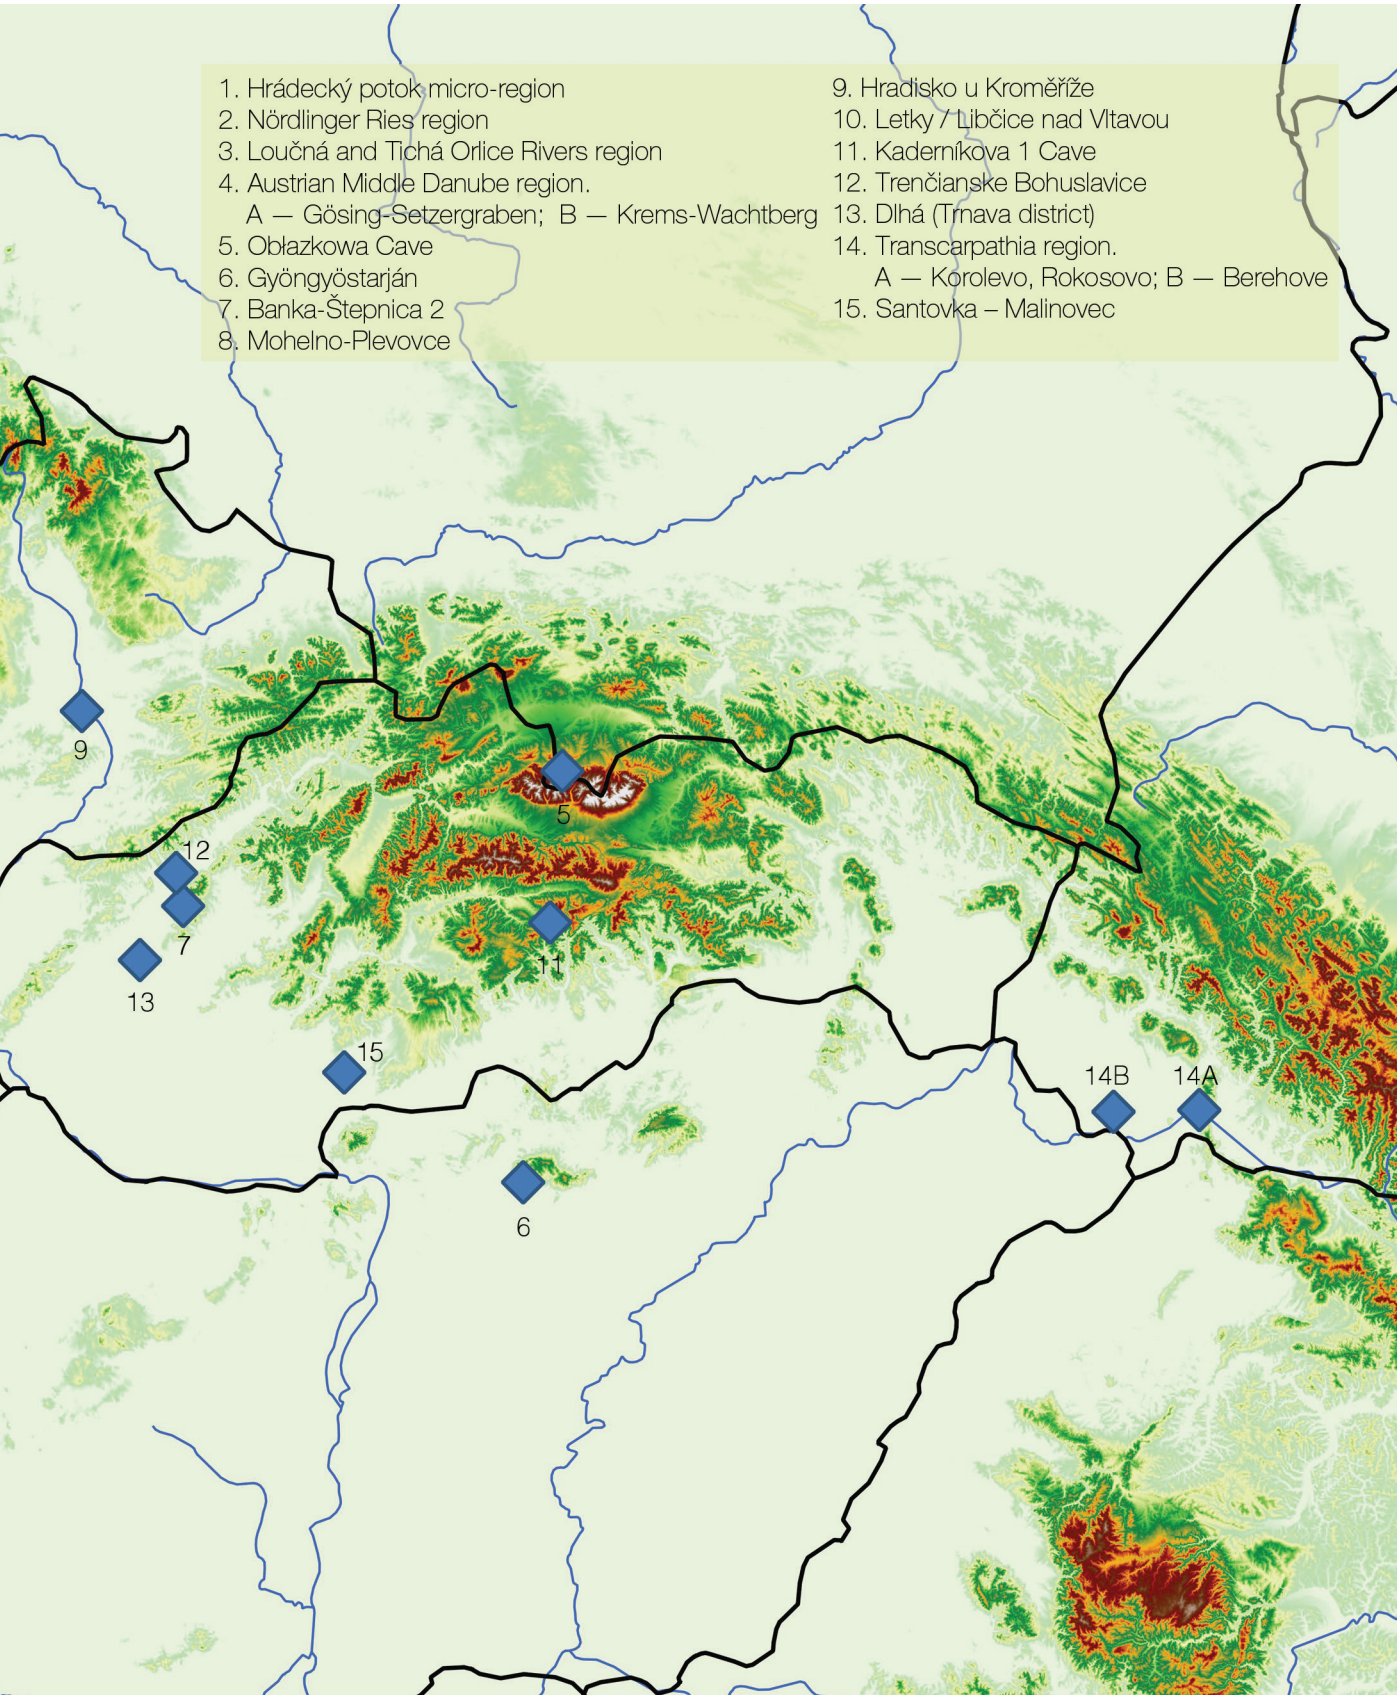 1. Hrádecký potok micro-region
2. Nördlinger Ries region
3. Loučná and Tichá Orlice Rivers region
4. Austrian Middle Danube region.
A — Gösing-Setzergraben; B — Krems-Wachtberg
5. Obłazkowa Cave
6. Gyöngyöstarján
7. Banka-Štepnica 2
8. Mohelno-Plevovce
9. Hradisko u Kroměříže
10. Letky / Libčice nad Vltavou
11. Kaderníkova 1 Cave
12. Trenčianske Bohuslavice
13. Dlhá (Trnava district)
14. Transcarpathia region.
A — Korolevo, Rokosovo; B — Berehove
15. Santovka – Malinovec
9
5
12
7
11
13
15
14B
14A
6